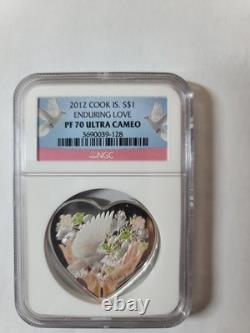 2012 COOK IS. S$1
ENDURING LOVE
PF 70 ULTRA CAMEO
3690039-128
NGC